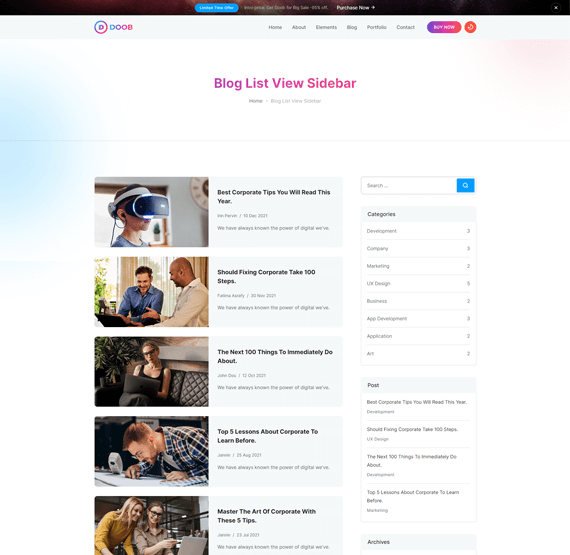 Limited Time Offer
Intro price. Get Doob for Big Sale -95% off.
Purchase Now →
DOOB
Home
About
Elements
Blog
Portfolio
Contact
BUY NOW
Blog List View Sidebar
Home
Blog List View Sidebar
Best Corporate Tips You Will Read This
Year.
Irin Pervin / 10 Dec 2021
We have always known the power of digital we've.
Should Fixing Corporate Take 100
Steps.
Fatima Asrafy / 30 Nov 2021
We have always known the power of digital we've.
The Next 100 Things To Immediately Do
About.
John Dou / 12 Oct 2021
We have always known the power of digital we've.
Top 5 Lessons About Corporate To
Learn Before.
Jannin / 25 Aug 2021
We have always known the power of digital we've.
Master The Art Of Corporate With
These 5 Tips.
Jannin / 23 Jul 2021
We have always known the power of digital we've.
Search ...
Categories
Development 3
Company 3
Marketing 2
UX Design 5
Business 2
App Development 3
Application 2
Art 2
Post
Best Corporate Tips You Will Read This Year.
Development
Should Fixing Corporate Take 100 Steps.
UX Design
The Next 100 Things To Immediately Do
About.
Development
Top 5 Lessons About Corporate To Learn
Before.
Marketing
Archives